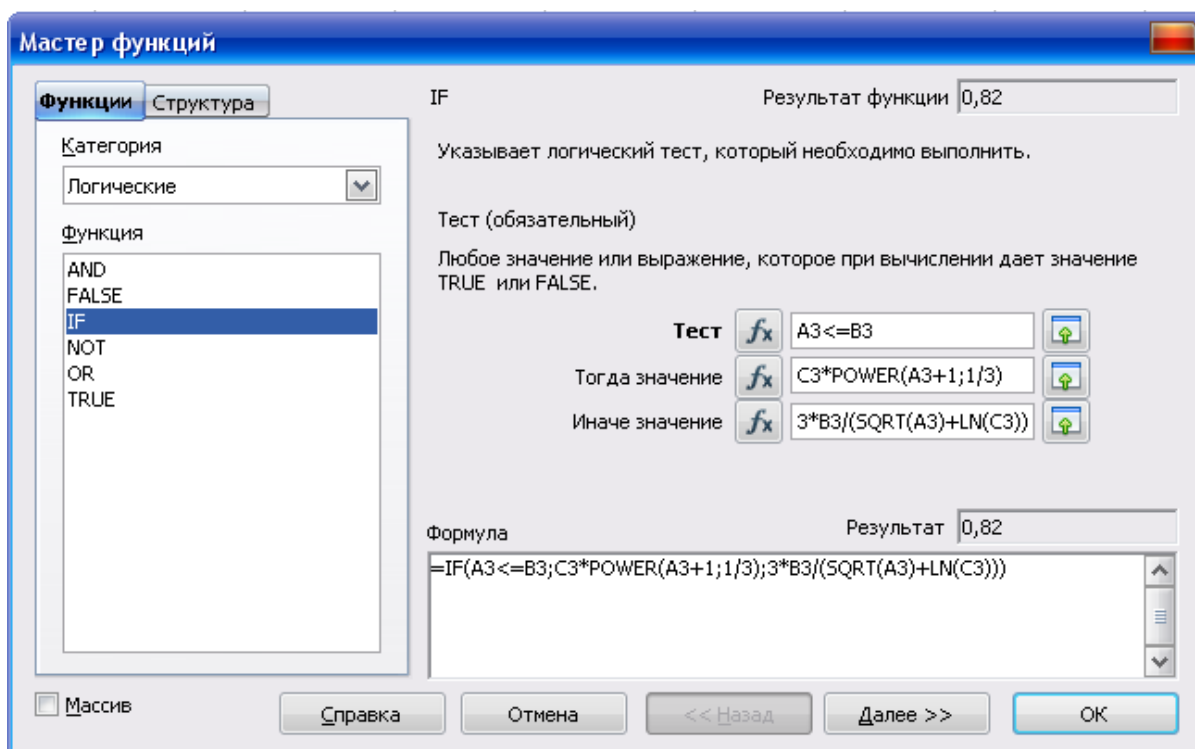 Мастер функций
Функции Структура
IF Результат функции 0,82
Категория
Указывает логический тест, который необходимо выполнить.
Логические
Тест (обязательный)
Функция
Любое значение или выражение, которое при вычислении дает значение
TRUE или FALSE.
AND
FALSE
IF
NOT
OR
TRUE
Тест fx A3<=B3
Тогда значение fx C3*POWER(A3+1;1/3)
Иначе значение fx 3*B3/(SQRT(A3)+LN(C3))
Формула Результат 0,82
=IF(A3<=B3;C3*POWER(A3+1;1/3);3*B3/(SQRT(A3)+LN(C3)))
Массив Справка Отмена << Назад Далее >> ОК